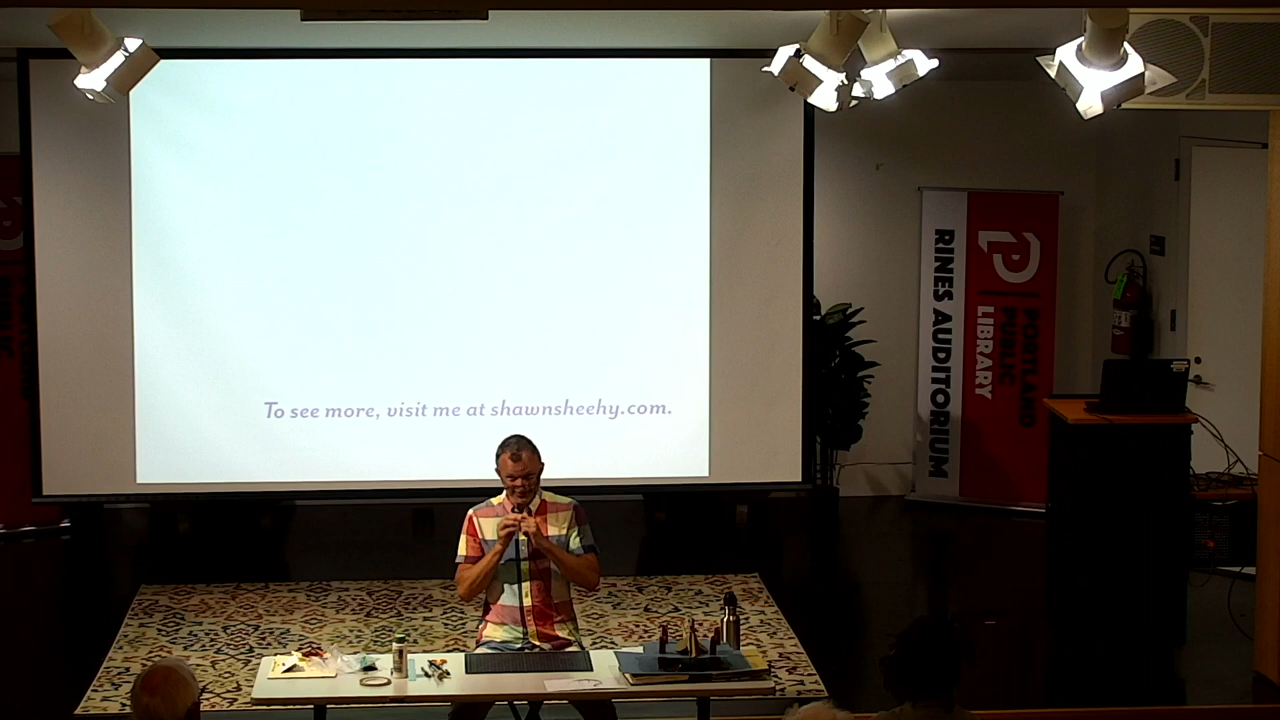 To see more, visit me at shawnsheehy.com.
RINES AUDITORIUM
PORTLAND
PUBLIC
LIBRARY